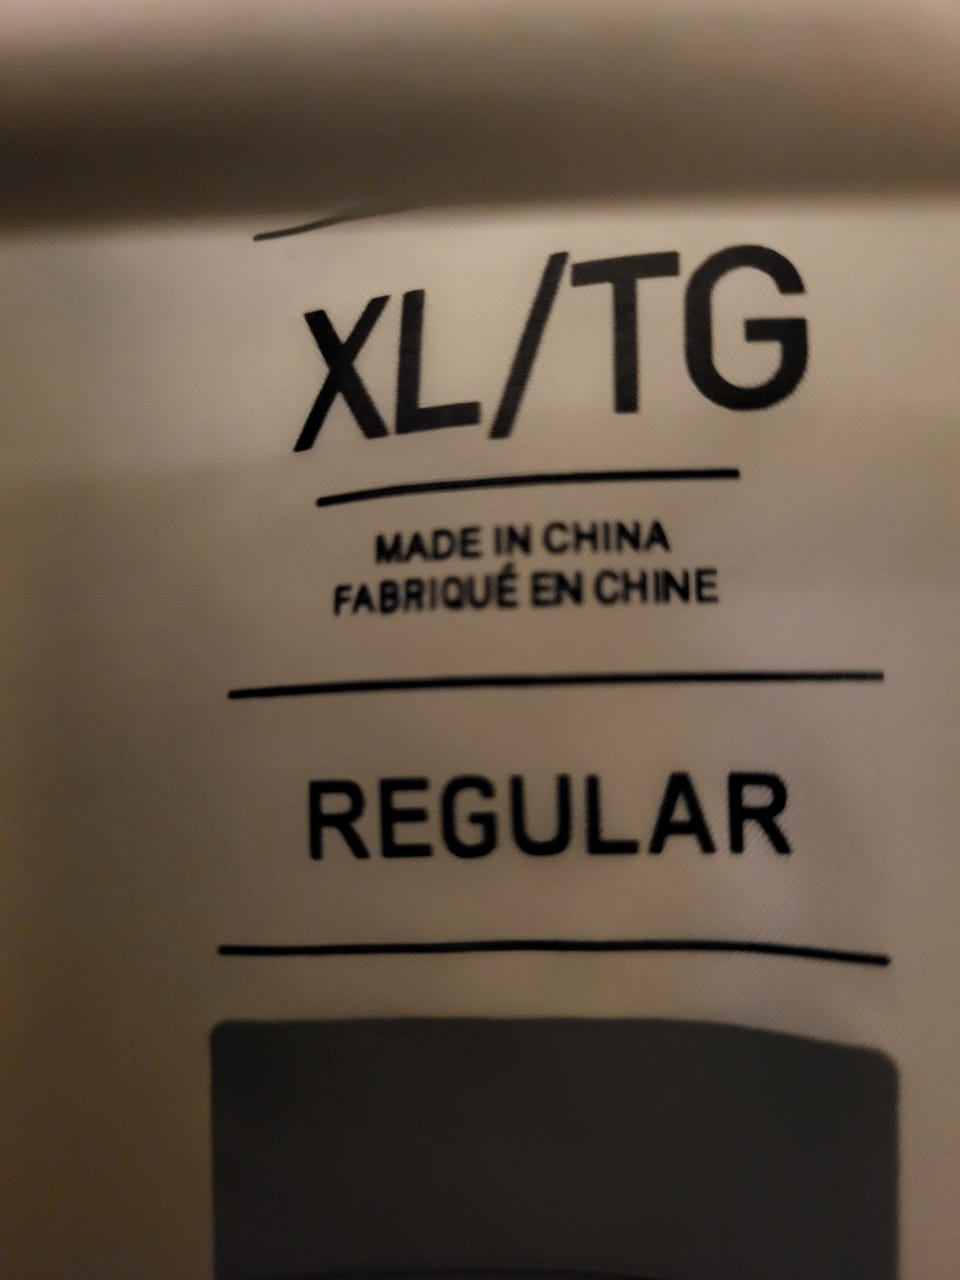 XL/TG
MADE IN CHINA
FABRIQUÉ EN CHINE
REGULAR